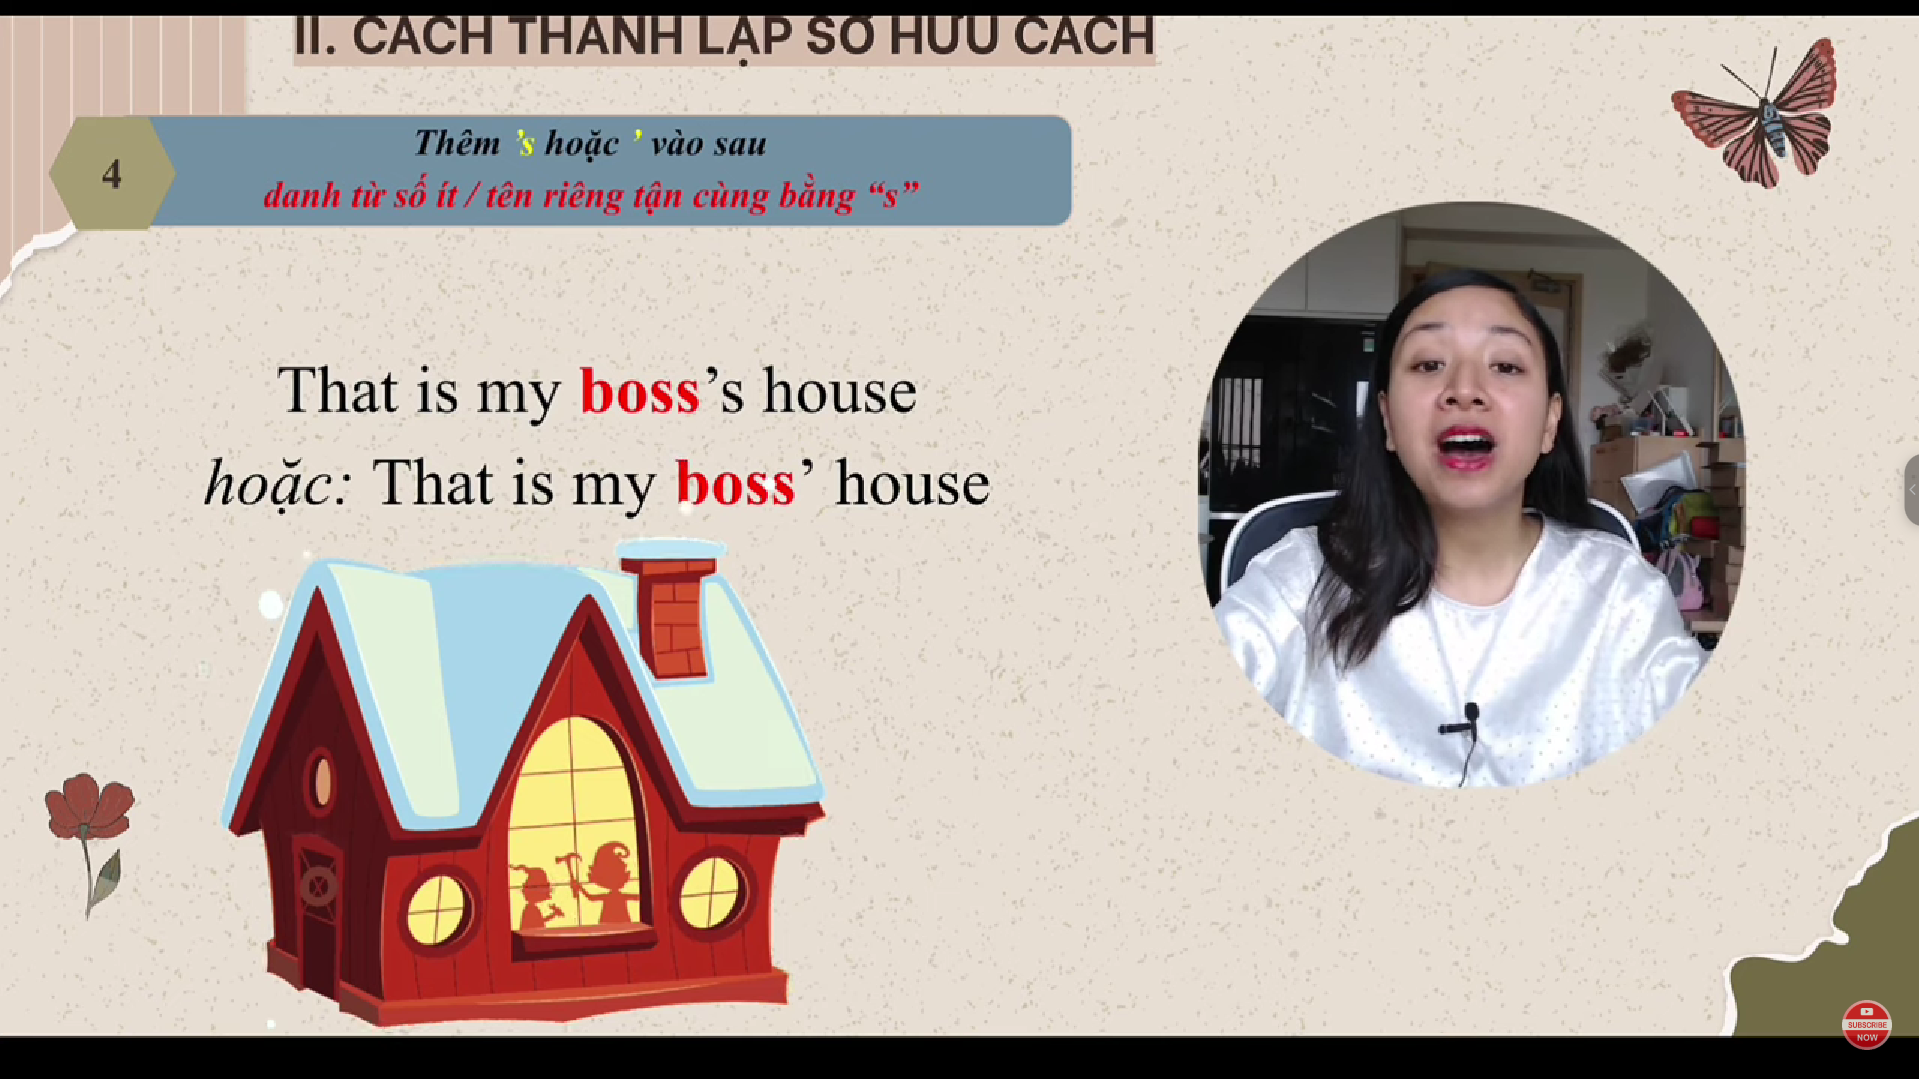 II. CÁCH THÀNH LẬP SỞ HỮU CÁCH
4
Thêm ’s hoặc ’ vào sau
danh từ số ít / tên riêng tận cùng bằng “s”
That is my boss’s house
hoặc: That is my boss’ house
SUBSCRIBE
NOW